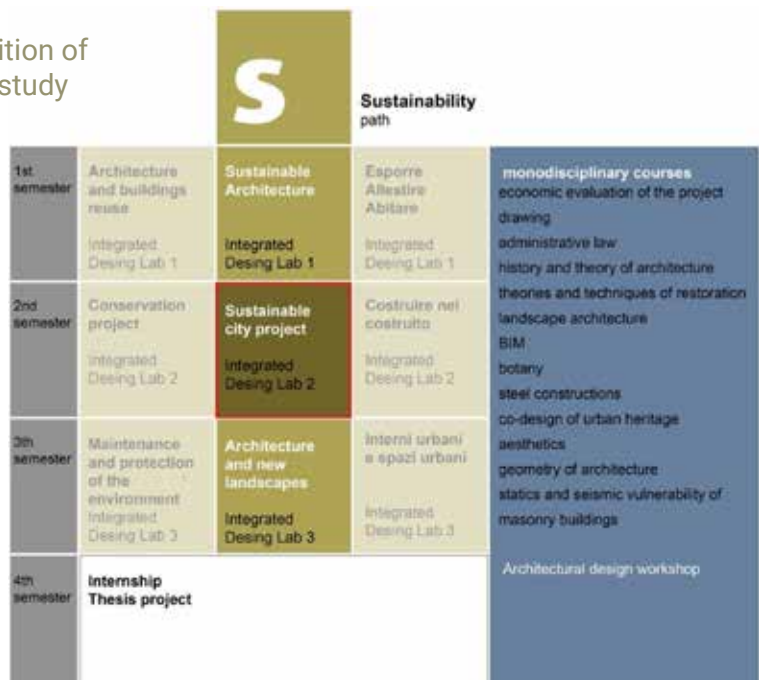 ition of
study
S
Sustainability
path
1st
semester
Architecture
and buildings
reuse
Integrated
Desing Lab 1
Sustainable
Architecture
Integrated
Desing Lab 1
Esporre
Allestire
Abitare
Integrated
Desing Lab 1
2nd
semester
Conservation
project
Integrated
Desing Lab 2
Sustainable
city project
Integrated
Desing Lab 2
Costruire nel
costruito
Integrated
Desing Lab 2
3th
semester
Maintenance
and protection
of the
environment
Integrated
Desing Lab 3
Architecture
and new
landscapes
Integrated
Desing Lab 3
Interni urbani
e spazi urbani
Integrated
Desing Lab 3
4th
semester
Internship
Thesis project
monodisciplinary courses
economic evaluation of the project
drawing
administrative law
history and theory of architecture
theories and techniques of restoration
landscape architecture
BIM
botany
steel constructions
co-design of urban heritage
aesthetics
geometry of architecture
statics and seismic vulnerability of
masonry buildings
Architectural design workshop